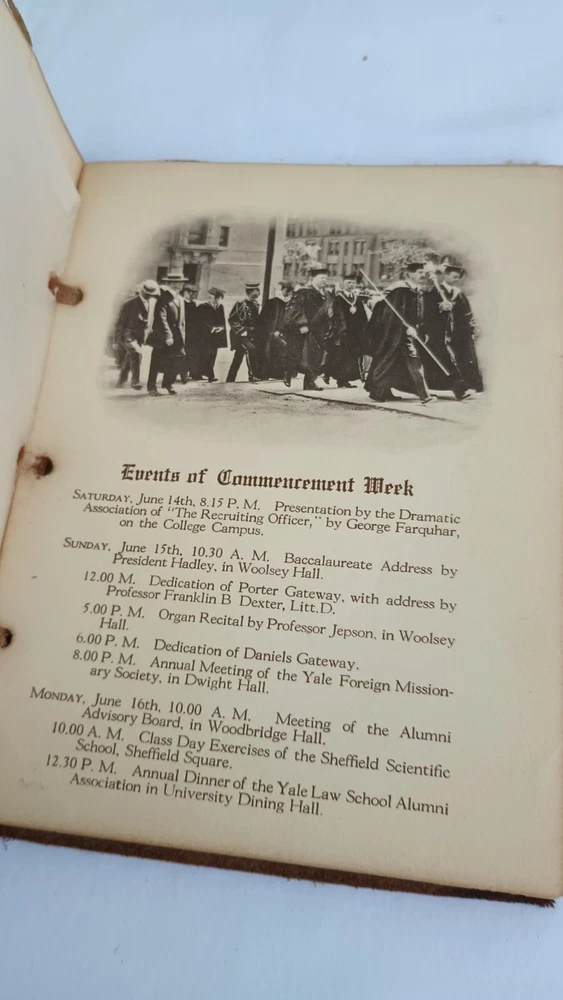 Events of Commencement Week
SATURDAY, June 14th, 8.15 P. M. Presentation by the Dramatic
Association of "The Recruiting Officer," by George Farquhar,
on the College Campus.
SUNDAY, June 15th, 10.30 A. M. Baccalaureate Address by
President Hadley, in Woolsey Hall.
12.00 M. Dedication of Porter Gateway, with address by
Professor Franklin B Dexter, Litt.D.
5.00 P. M. Organ Recital by Professor Jepson, in Woolsey
Hall.
6.00 P. M. Dedication of Daniels Gateway.
8.00 P. M. Annual Meeting of the Yale Foreign Mission-
ary Society, in Dwight Hall.
MONDAY, June 16th, 10.00 A. M. Meeting of the Alumni
Advisory Board, in Woodbridge Hall.
10.00 A. M. Class Day Exercises of the Sheffield Scientific
School, Sheffield Square.
12.30 P. M. Annual Dinner of the Yale Law School Alumni
Association in University Dining Hall.